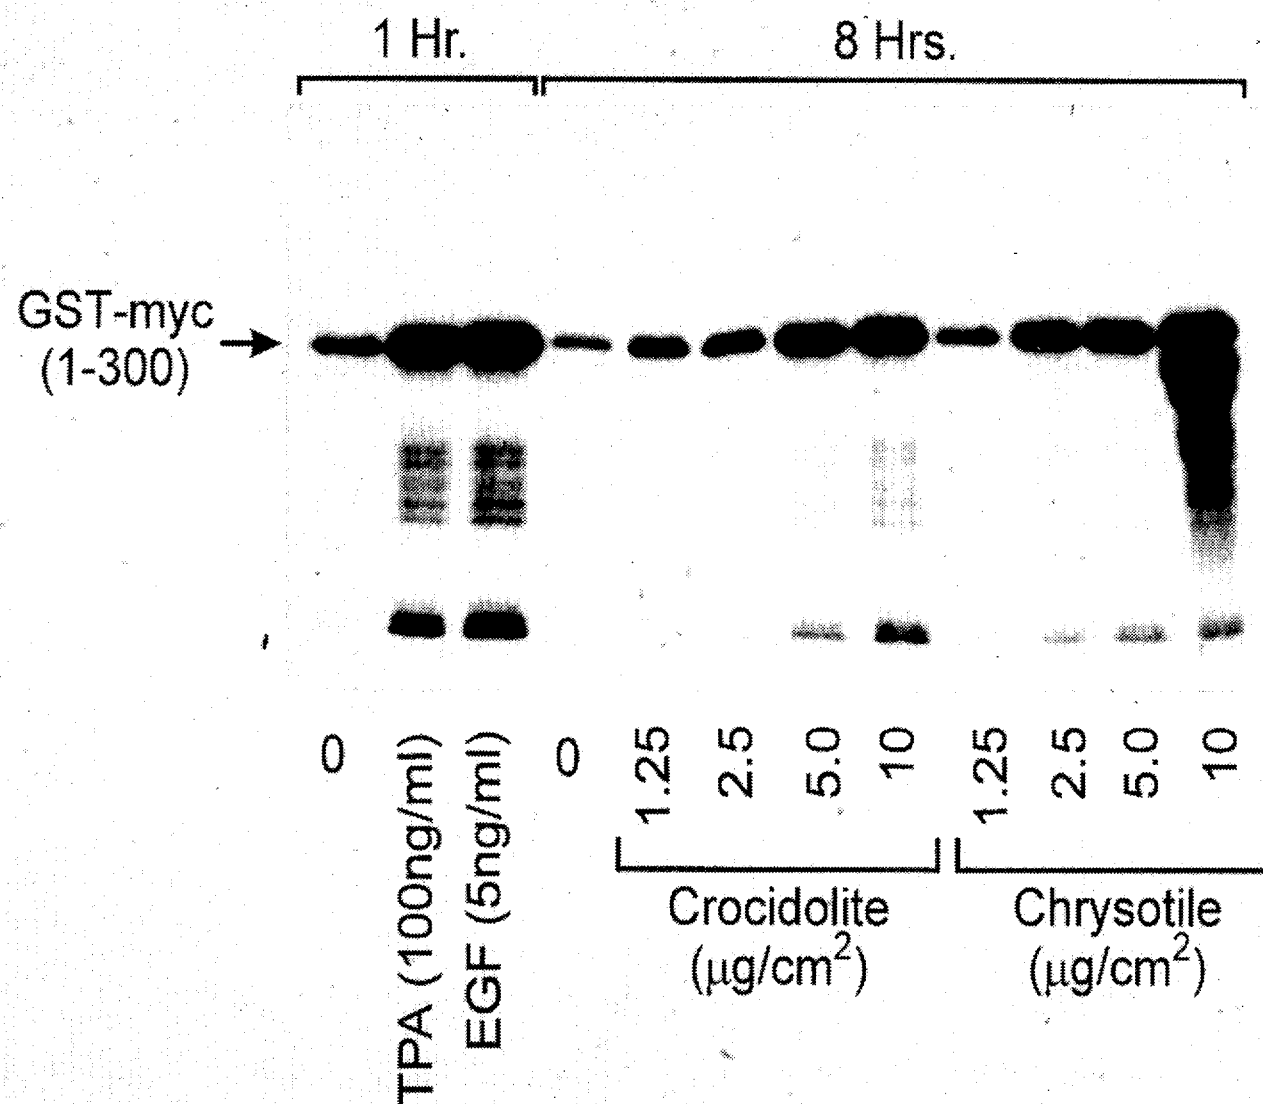 1 Hr.
8 Hrs.
GST-myc
(1-300)
0
TPA (100ng/ml)
EGF (5ng/ml)
0
1.25
2.5
5.0
10
1.25
2.5
5.0
10
Crocidolite
(μg/cm²)
Chrysotile
(μg/cm²)